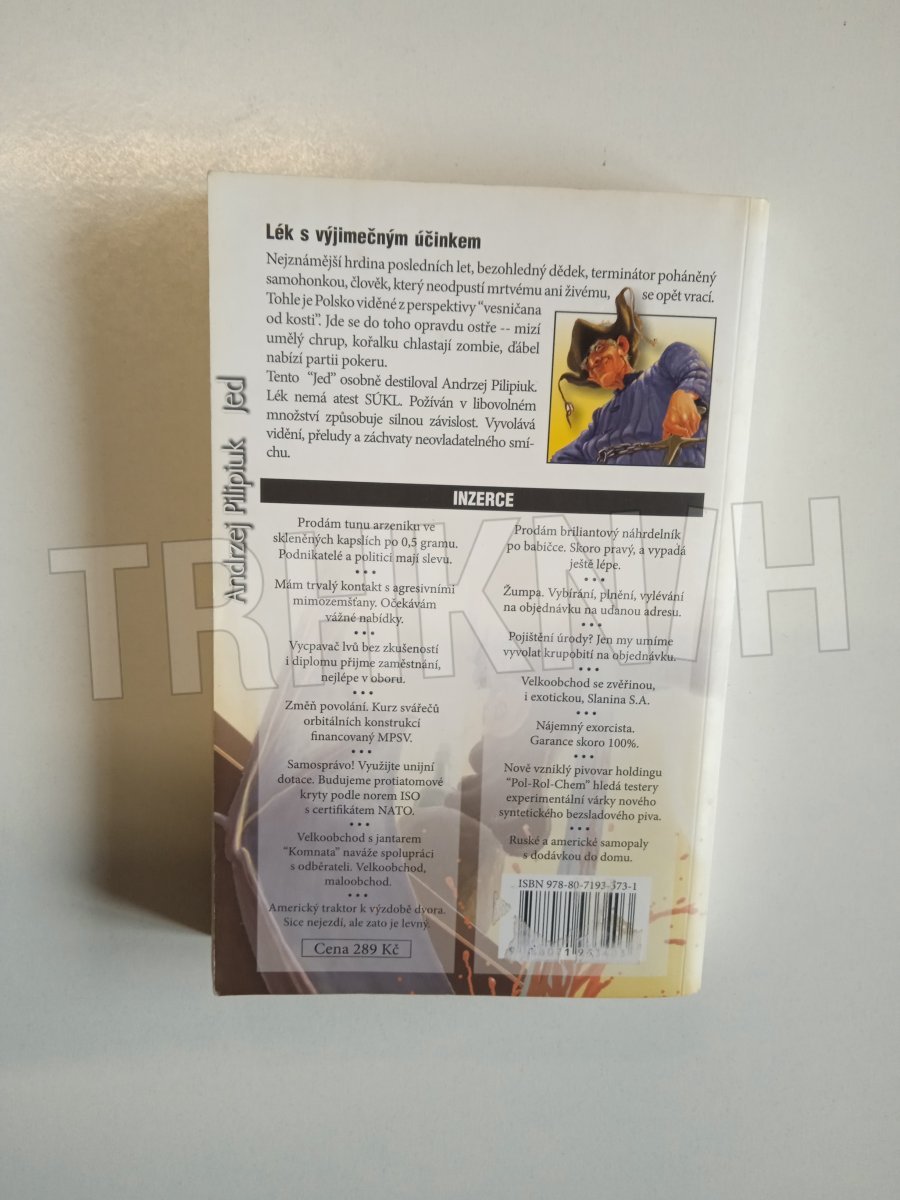 Lék s výjimečným účinkem
Nejznámější hrdina posledních let, bezohledný dědek, terminátor poháněný
samohonkou, člověk, který neodpustí mrtvému ani živému, se opět vrací.
Tohle je Polsko viděné z perspektivy “vesničana
od kosti”. Jde se do toho opravdu ostře -- mizí
umělý chrup, kořalku chlastají zombie, ďábel
nabízí partii pokeru.
Tento “Jed” osobně destiloval Andrzej Pilipiuk.
Lék nemá atest SÚKL. Požíván v libovolném
množství způsobuje silnou závislost. Vyvolává
vidění, přeludy a záchvaty neovladatelného smí-
chu.
Andrzej Pilipiuk Jed
INZERCE
Prodám tunu arzeniku ve
skleněných kapslích po 0,5 gramu.
Podnikatelé a politici mají slevu.
•••
Mám trvalý kontakt s agresivními
mimozemšťany. Očekávám
vážné nabídky.
•••
Vycpavač lvů bez zkušeností
i diplomu přijme zaměstnání,
nejlépe v oboru.
•••
Změň povolání. Kurz svářečů
orbitálních konstrukcí
financovaný MPSV.
•••
Samosprávo! Využijte unijní
dotace. Budujeme protiatomové
kryty podle norem ISO
s certifikátem NATO.
•••
Velkoobchod s jantarem
“Komnata” naváže spolupráci
s odběrateli. Velkoobchod,
maloobchod.
•••
Americký traktor k výzdobě dvora.
Sice nejezdí, ale zato je levný.
Cena 289 Kč
Prodám briliantový náhrdelník
po babičce. Skoro pravý, a vypadá
ještě lépe.
•••
Žumpa. Vybírání, plnění, vylévání
na objednávku na udanou adresu.
•••
Pojištění úrody? Jen my umíme
vyvolat krupobití na objednávku.
•••
Velkoobchod se zvěřinou,
i exotickou, Slanina S.A.
•••
Nájemný exorcista.
Garance skoro 100%.
•••
Nově vzniklý pivovar holdingu
“Pol-Rol-Chem” hledá testery
experimentální várky nového
syntetického bezsladového piva.
•••
Ruské a americké samopaly
s dodávkou do domu.
ISBN 978-80-7193-373-1